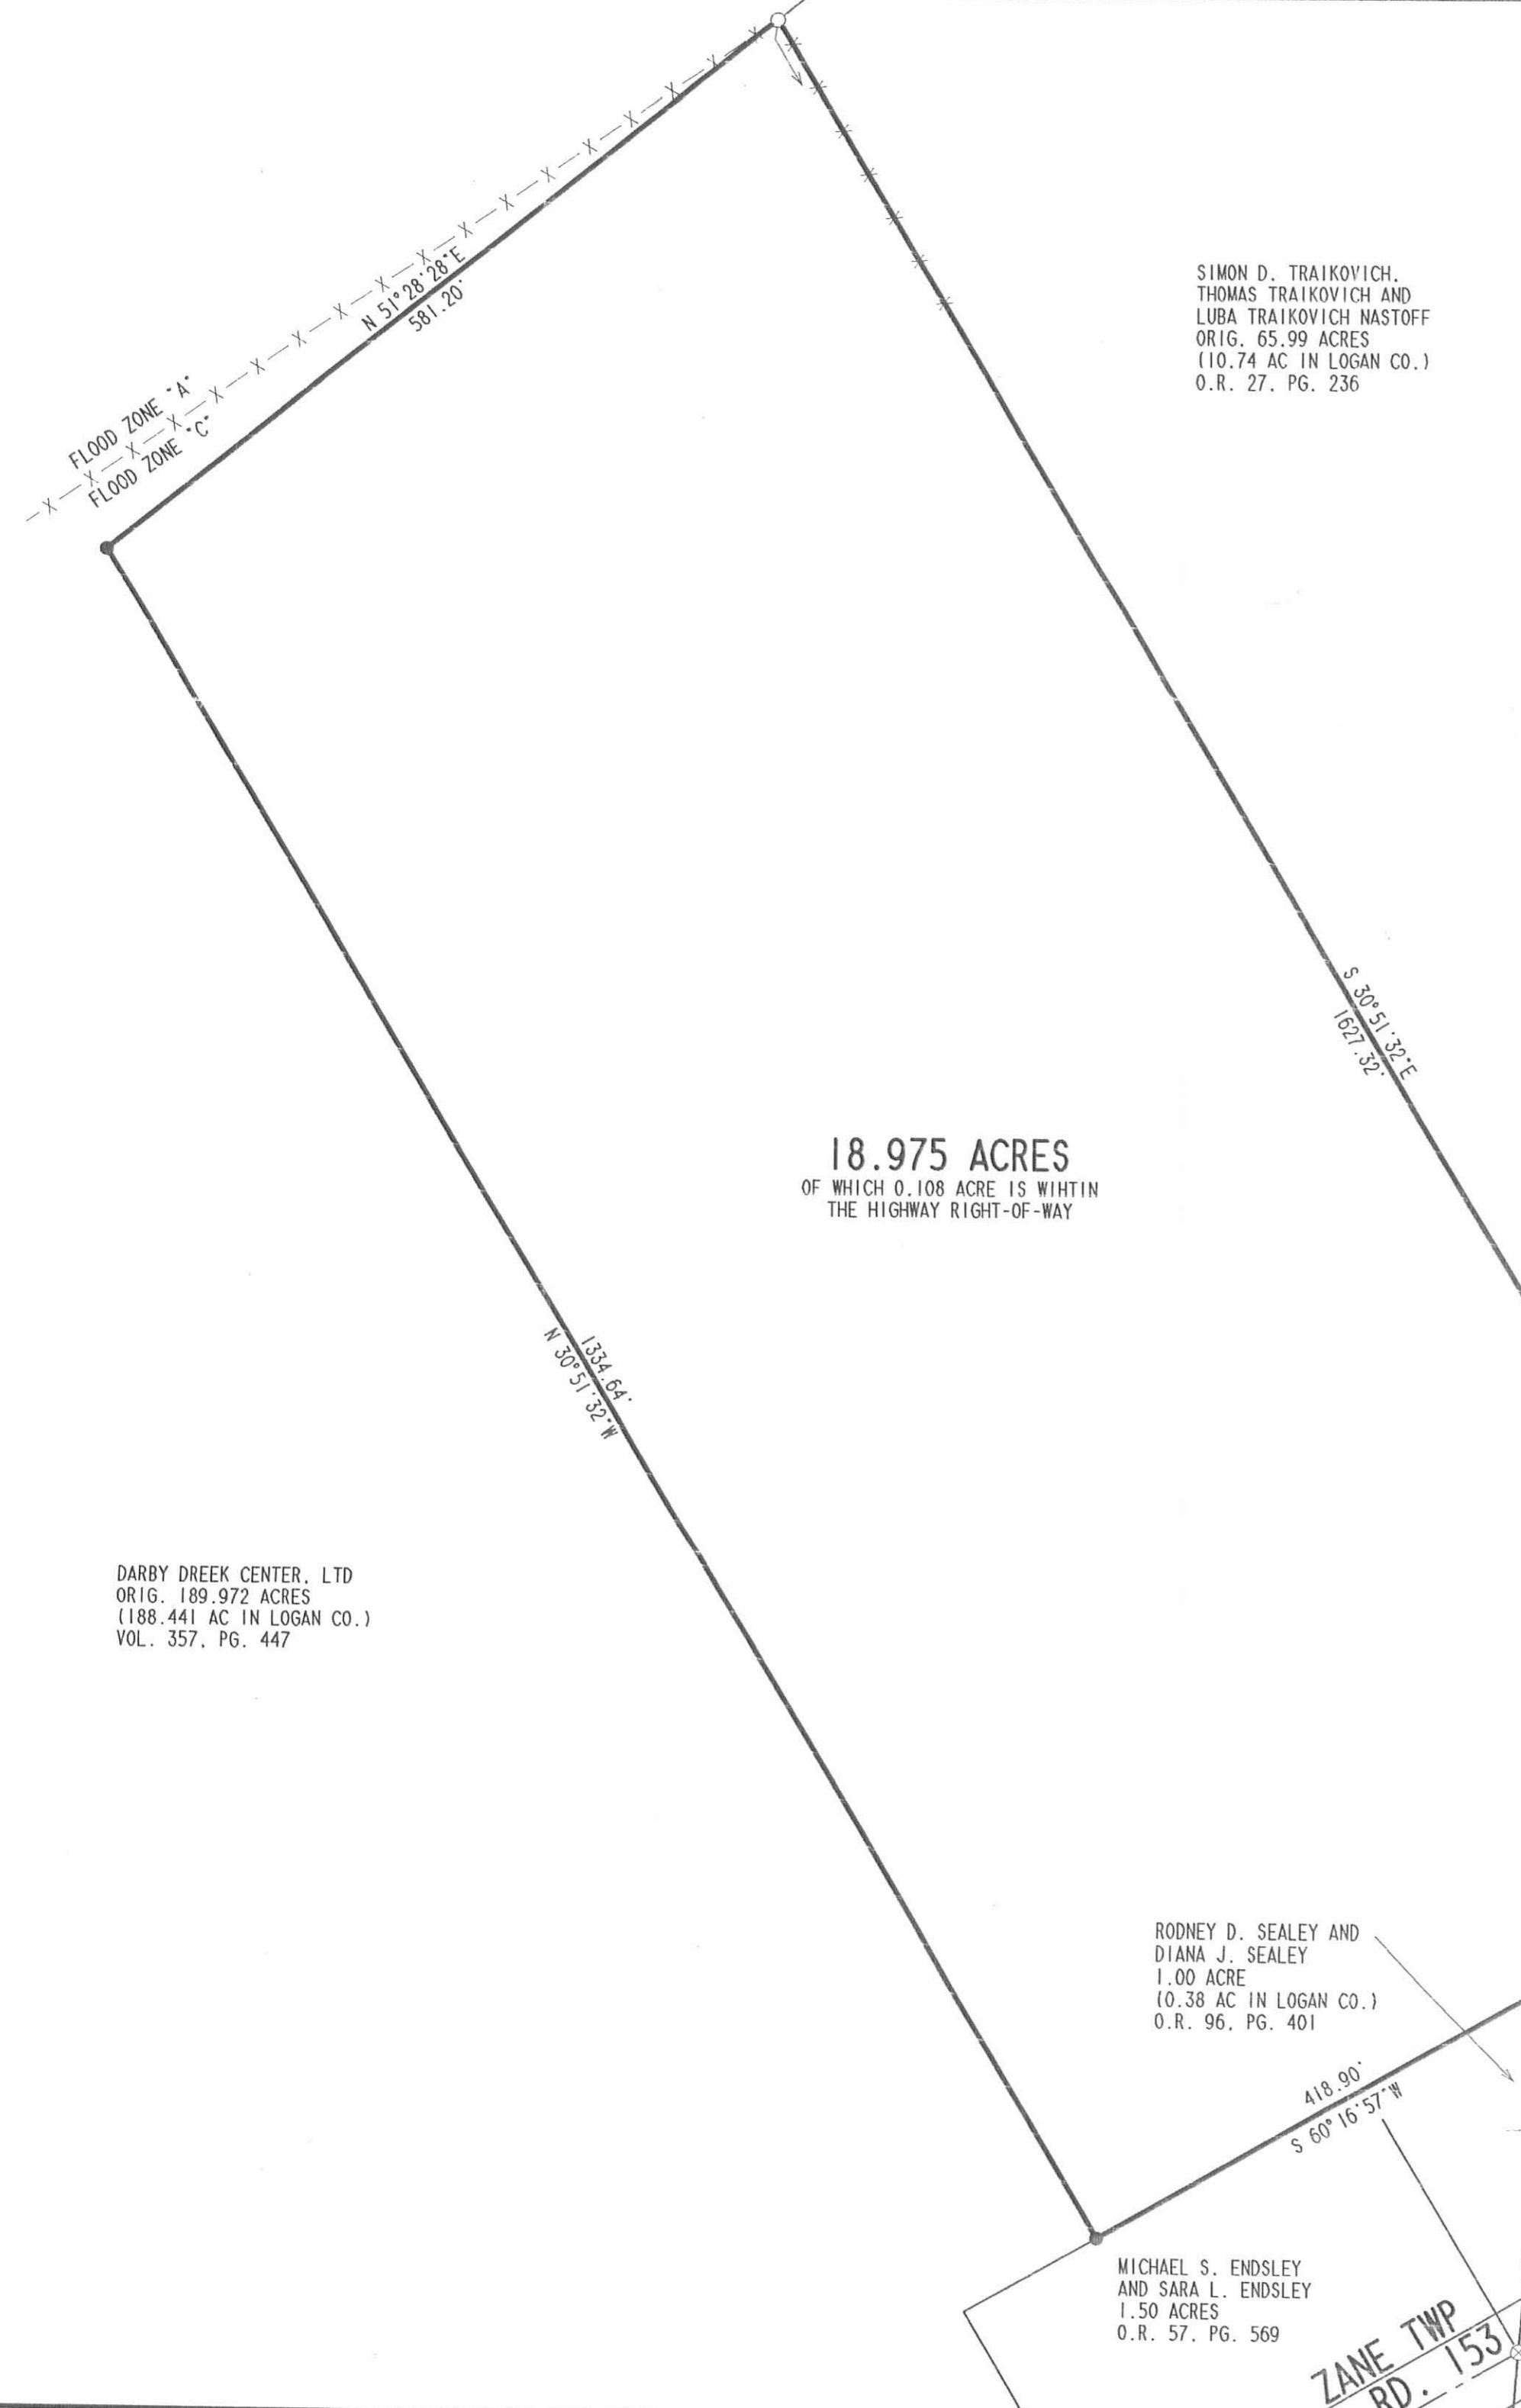 N 51°28'28"E
581.20'
FLOOD ZONE "A"
FLOOD ZONE "C"
SIMON D. TRAIKOVICH,
THOMAS TRAIKOVICH AND
LUBA TRAIKOVICH NASTOFF
ORIG. 65.99 ACRES
(10.74 AC IN LOGAN CO.)
O.R. 27, PG. 236
S 30°51'32"E
1627.32'
18.975 ACRES
OF WHICH 0.108 ACRE IS WIHTIN
THE HIGHWAY RIGHT-OF-WAY
1334.64'
N 30°51'32"W
DARBY DREEK CENTER, LTD
ORIG. 189.972 ACRES
(188.441 AC IN LOGAN CO.)
VOL. 357, PG. 447
RODNEY D. SEALEY AND
DIANA J. SEALEY
1.00 ACRE
(0.38 AC IN LOGAN CO.)
O.R. 96, PG. 401
418.90'
S 60°16'57"W
MICHAEL S. ENDSLEY
AND SARA L. ENDSLEY
1.50 ACRES
O.R. 57, PG. 569
ZANE TWP
RD. 153